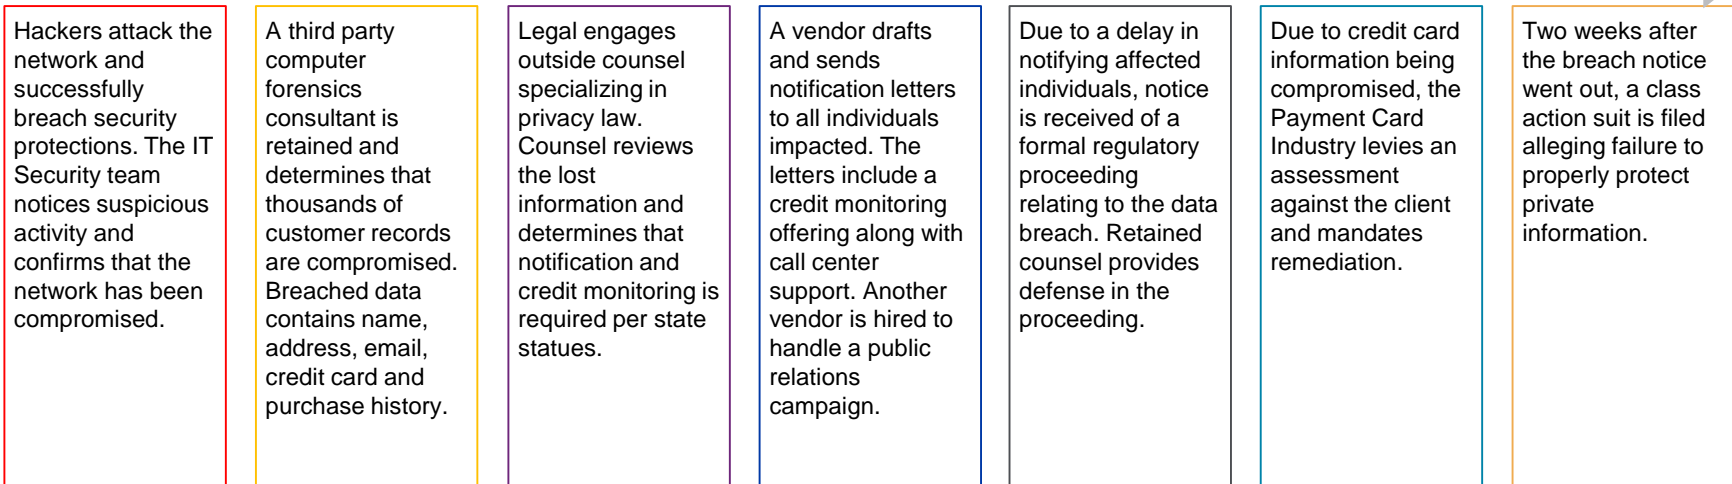 Hackers attack the
network and
successfully
breach security
protections. The IT
Security team
notices suspicious
activity and
confirms that the
network has been
compromised.
A third party
computer
forensics
consultant is
retained and
determines that
thousands of
customer records
are compromised.
Breached data
contains name,
address, email,
credit card and
purchase history.
Legal engages
outside counsel
specializing in
privacy law.
Counsel reviews
the lost
information and
determines that
notification and
credit monitoring is
required per state
statues.
A vendor drafts
and sends
notification letters
to all individuals
impacted. The
letters include a
credit monitoring
offering along with
call center
support. Another
vendor is hired to
handle a public
relations
campaign.
Due to a delay in
notifying affected
individuals, notice
is received of a
formal regulatory
proceeding
relating to the data
breach. Retained
counsel provides
defense in the
proceeding.
Due to credit card
information being
compromised, the
Payment Card
Industry levies an
assessment
against the client
and mandates
remediation.
Two weeks after
the breach notice
went out, a class
action suit is filed
alleging failure to
properly protect
private
information.